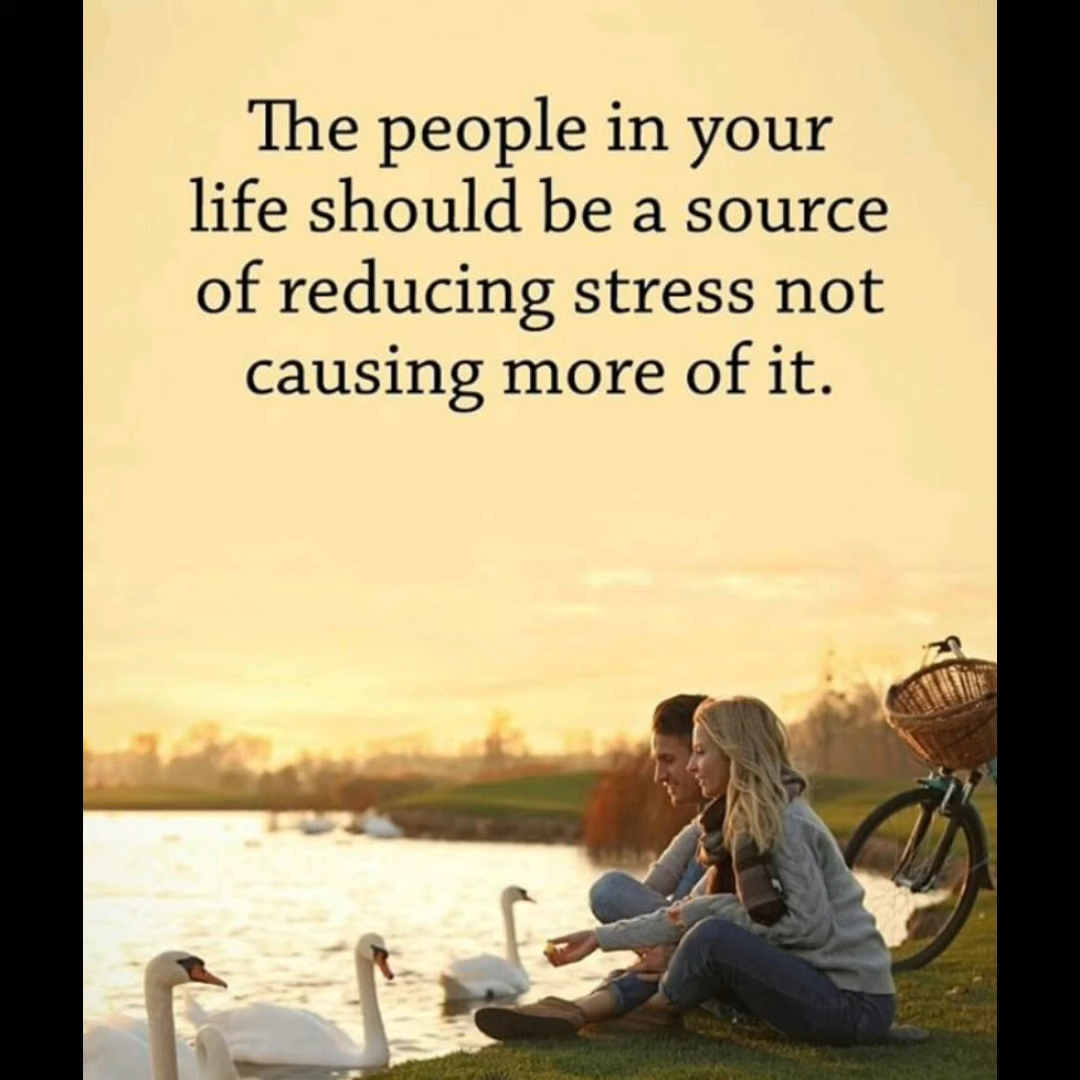 The people in your
life should be a source
of reducing stress not
causing more of it.